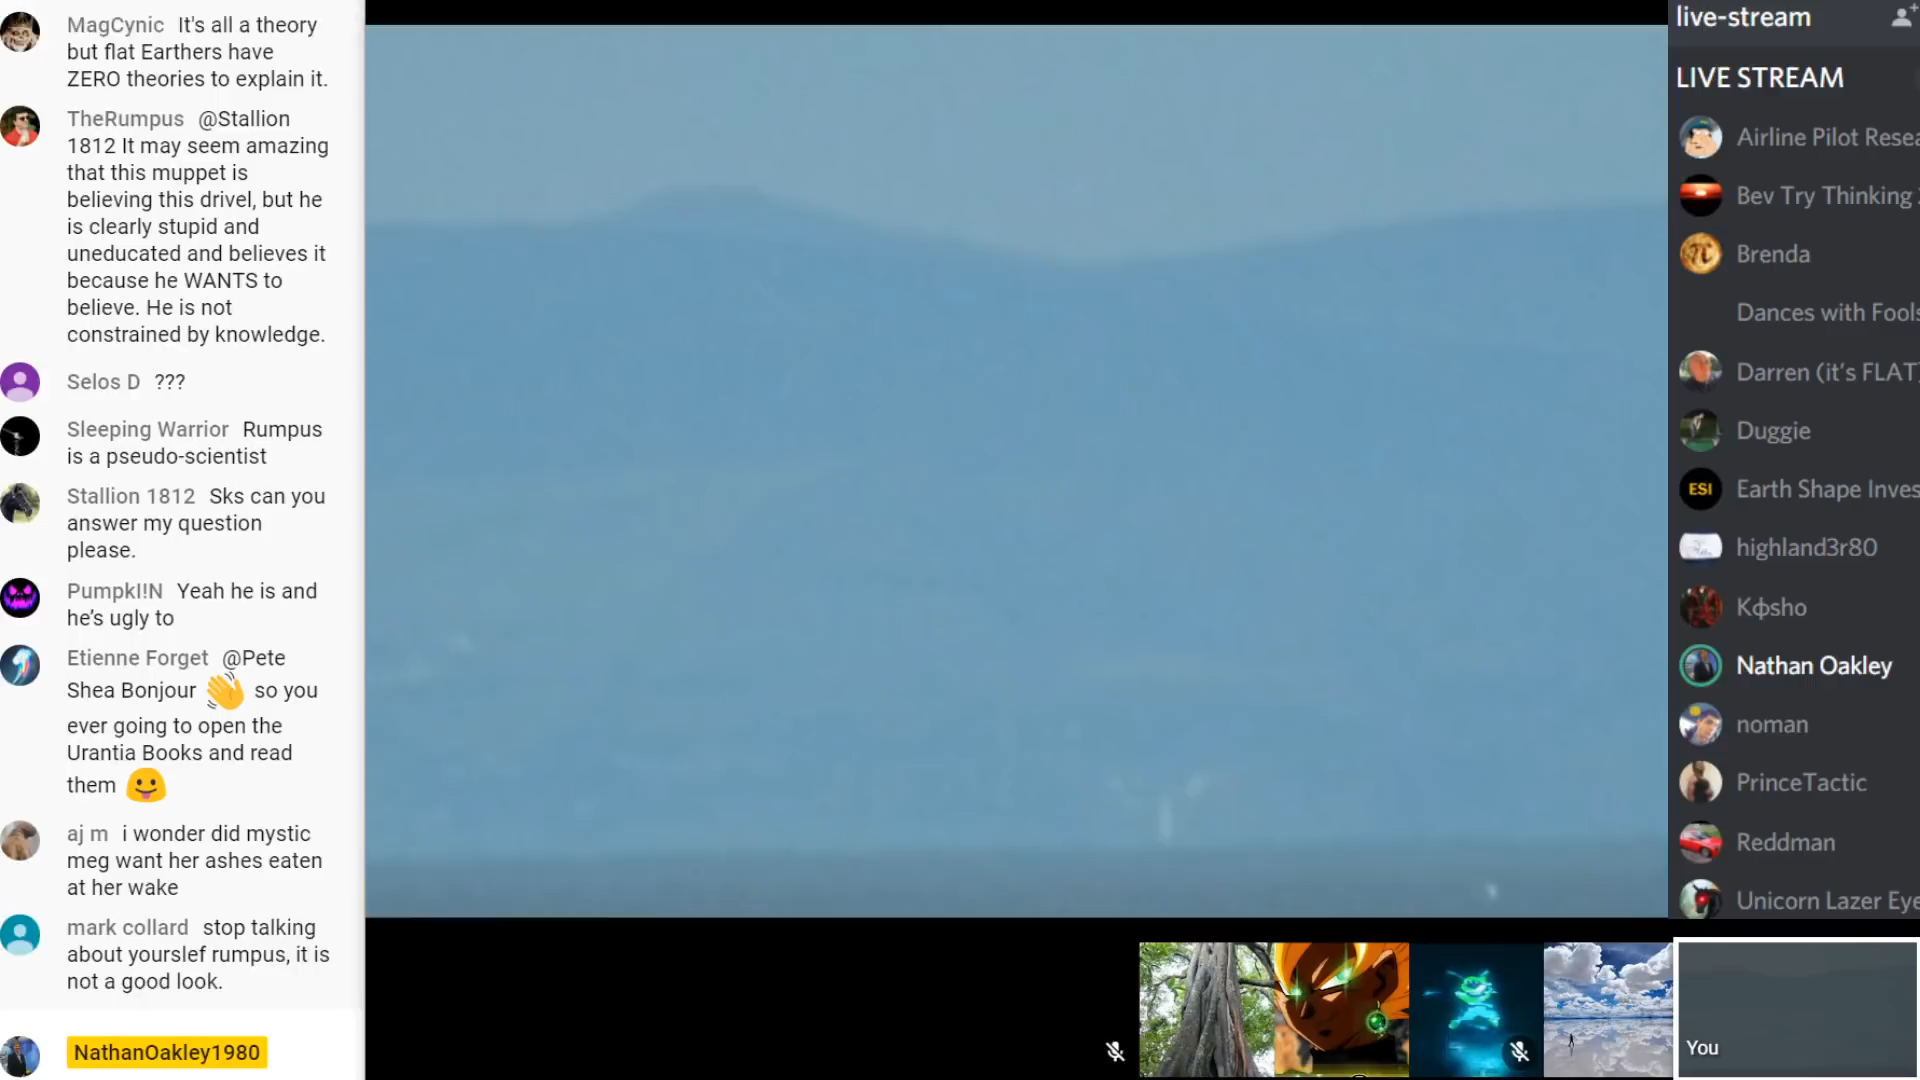 MagCynic It's all a theory
but flat Earthers have
ZERO theories to explain it.
TheRumpus @Stallion
1812 It may seem amazing
that this muppet is
believing this drivel, but he
is clearly stupid and
uneducated and believes it
because he WANTS to
believe. He is not
constrained by knowledge.
Selos D ???
Sleeping Warrior Rumpus
is a pseudo-scientist
Stallion 1812 Sks can you
answer my question
please.
PumpkI!N Yeah he is and
he's ugly to
Etienne Forget @Pete
Shea Bonjour 👋 so you
ever going to open the
Urantia Books and read
them 😛
aj m i wonder did mystic
meg want her ashes eaten
at her wake
mark collard stop talking
about yourslef rumpus, it is
not a good look.
NathanOakley1980
live-stream
LIVE STREAM
Airline Pilot Resea
Bev Try Thinking
Brenda
Dances with Fools
Darren (it's FLAT)
Duggie
ESI Earth Shape Inves
highland3r80
Kфsho
Nathan Oakley
noman
PrinceTactic
Reddman
Unicorn Lazer Eye
You